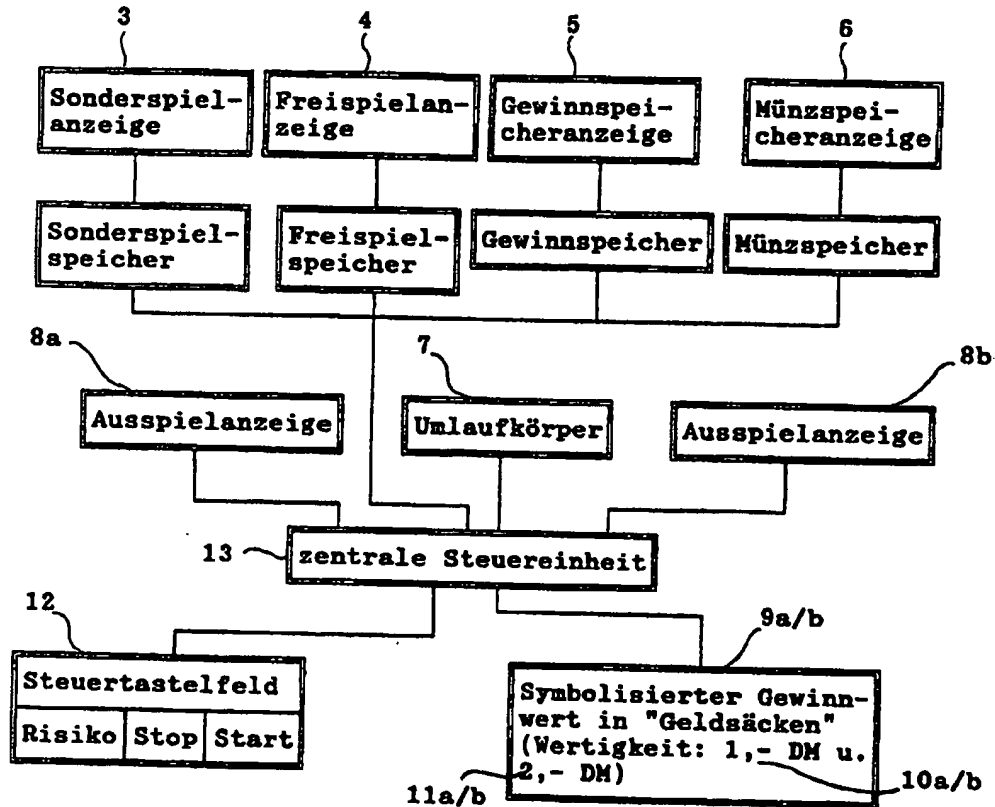 3
4
5
6
Sonderspiel-
anzeige
Freispielan-
zeige
Gewinnspei-
cheranzeige
Münzspei-
cheranzeige
Sonderspiel-
speicher
Freispiel-
speicher
Gewinnspeicher
Münzspeicher
8a
7
8b
Ausspielanzeige
Umlaufkörper
Ausspielanzeige
13
zentrale Steuereinheit
12
9a/b
Steuertastelfeld
Risiko Stop Start
Symbolisierter Gewinn-
wert in "Geldsäcken"
(Wertigkeit: 1,- DM u.
2,- DM)
11a/b
10a/b